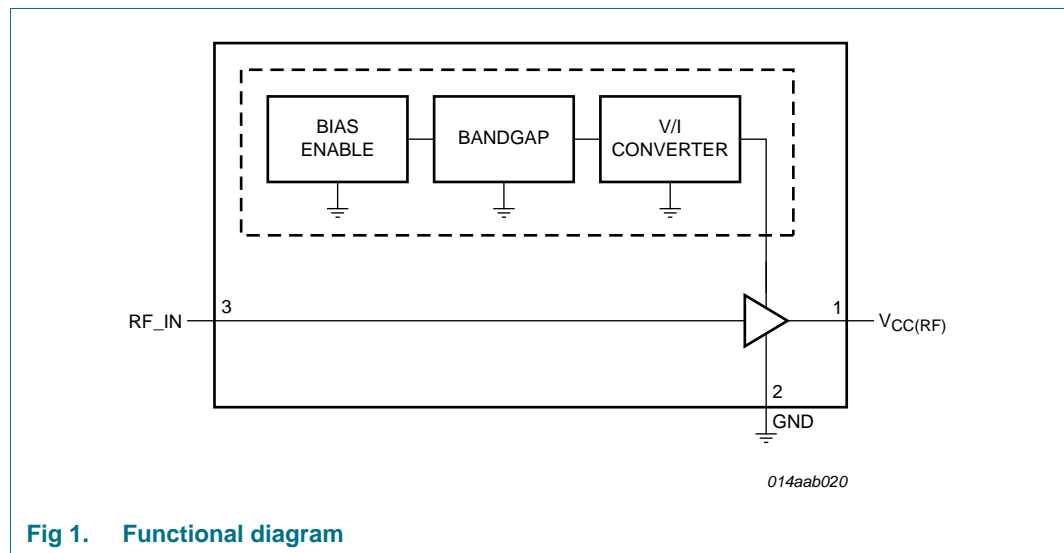 BIAS
ENABLE
BANDGAP
V/I
CONVERTER
RF_IN
3
1
VCC(RF)
2
GND
014aab020
Fig 1. Functional diagram